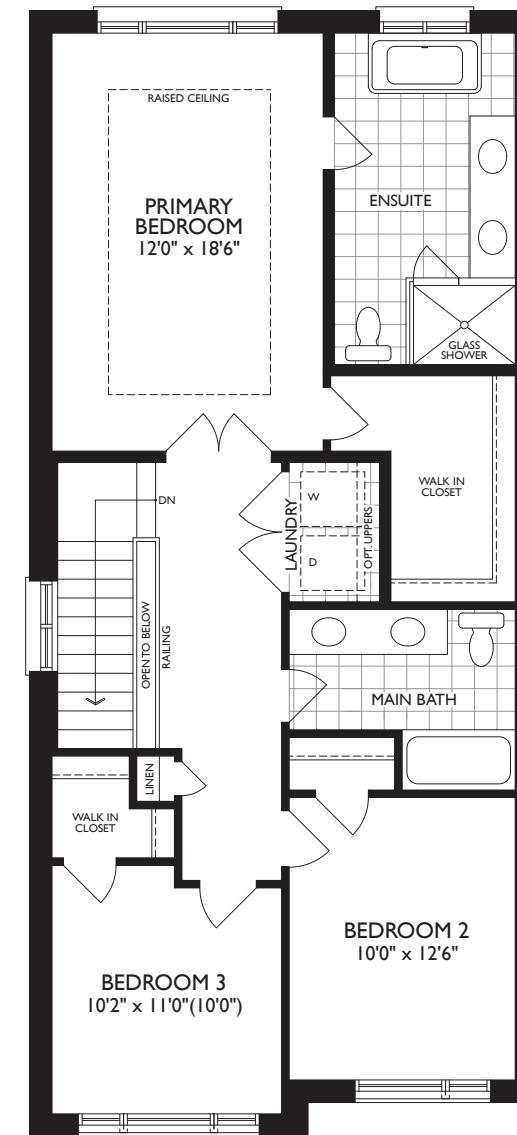 RAISED CEILING
PRIMARY
BEDROOM
12'0" x 18'6"
ENSUITE
GLASS
SHOWER
WALK IN
CLOSET
DN
LAUNDRY
W
D
OPT. UPPERS
OPEN TO BELOW
RAILING
MAIN BATH
LINEN
WALK IN
CLOSET
BEDROOM 2
10'0" x 12'6"
BEDROOM 3
10'2" x 11'0"(10'0")